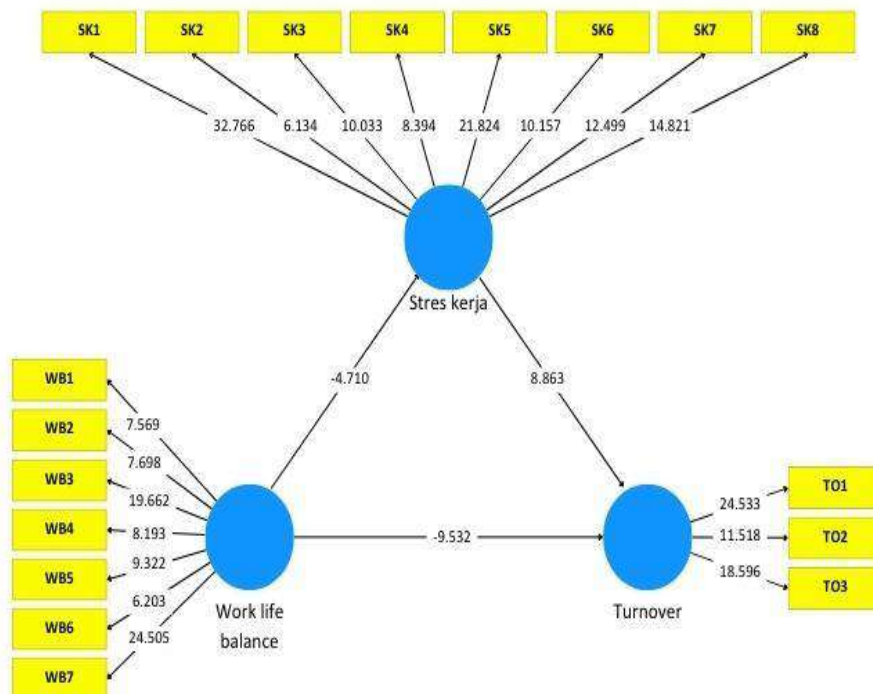 SK1 SK2 SK3 SK4 SK5 SK6 SK7 SK8
32.766 6.134 10.033 8.394 21.824 10.157 12.499 14.821
Stres kerja
-4.710 8.863
WB1
7.569
WB2
7.698
WB3
19.662
WB4
8.193
WB5
9.322
WB6
6.203
WB7
24.505
Work life
balance
-9.532
Turnover
TO1
24.533
TO2
11.518
TO3
18.596